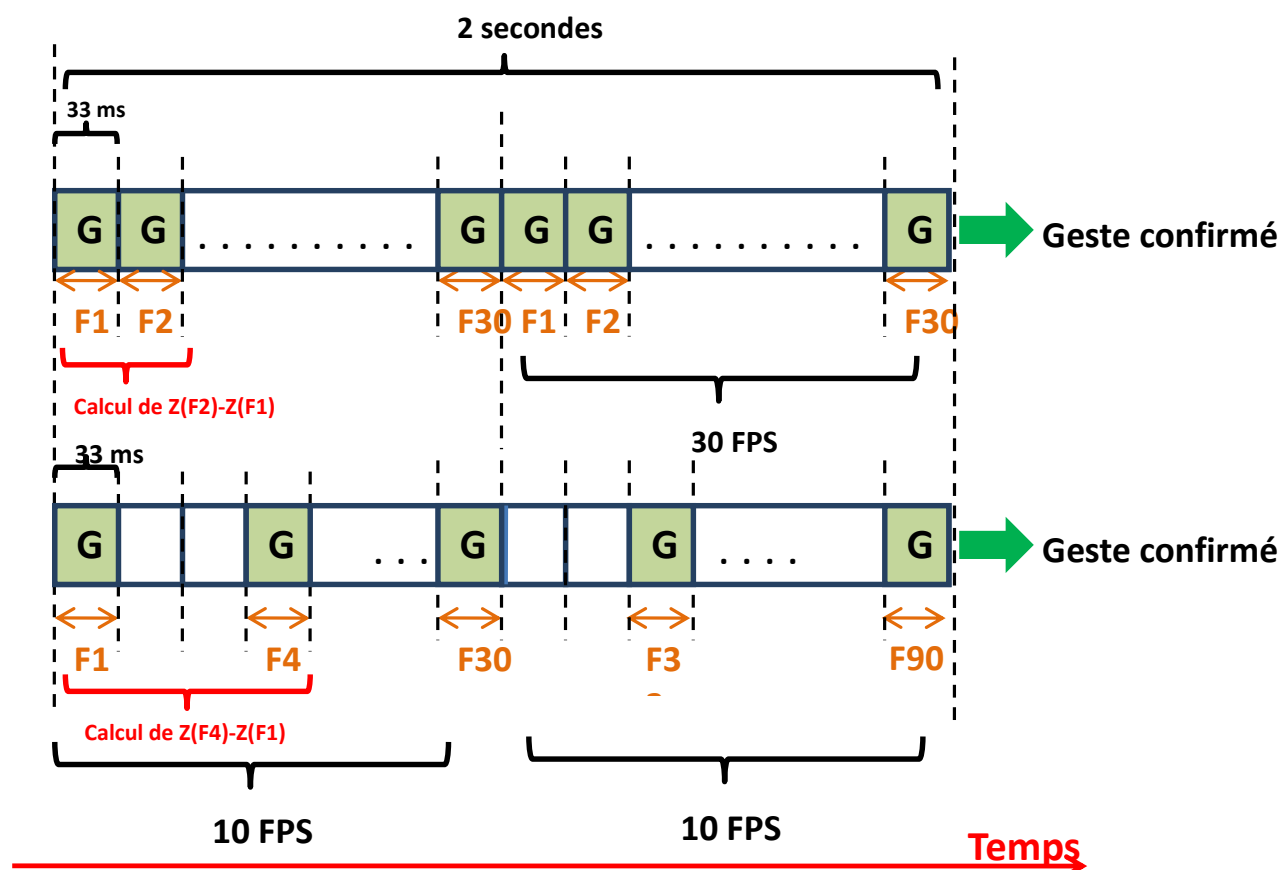 2 secondes
33 ms
G G . . . . . . . . . . G G G . . . . . . . . . . G
Geste confirmé
F1 F2 F30 F1 F2 F30
Calcul de Z(F2)-Z(F1)
30 FPS
33 ms
G G . . . G G . . . . G
Geste confirmé
F1 F4 F30 F3 F90
Calcul de Z(F4)-Z(F1)
10 FPS 10 FPS
Temps